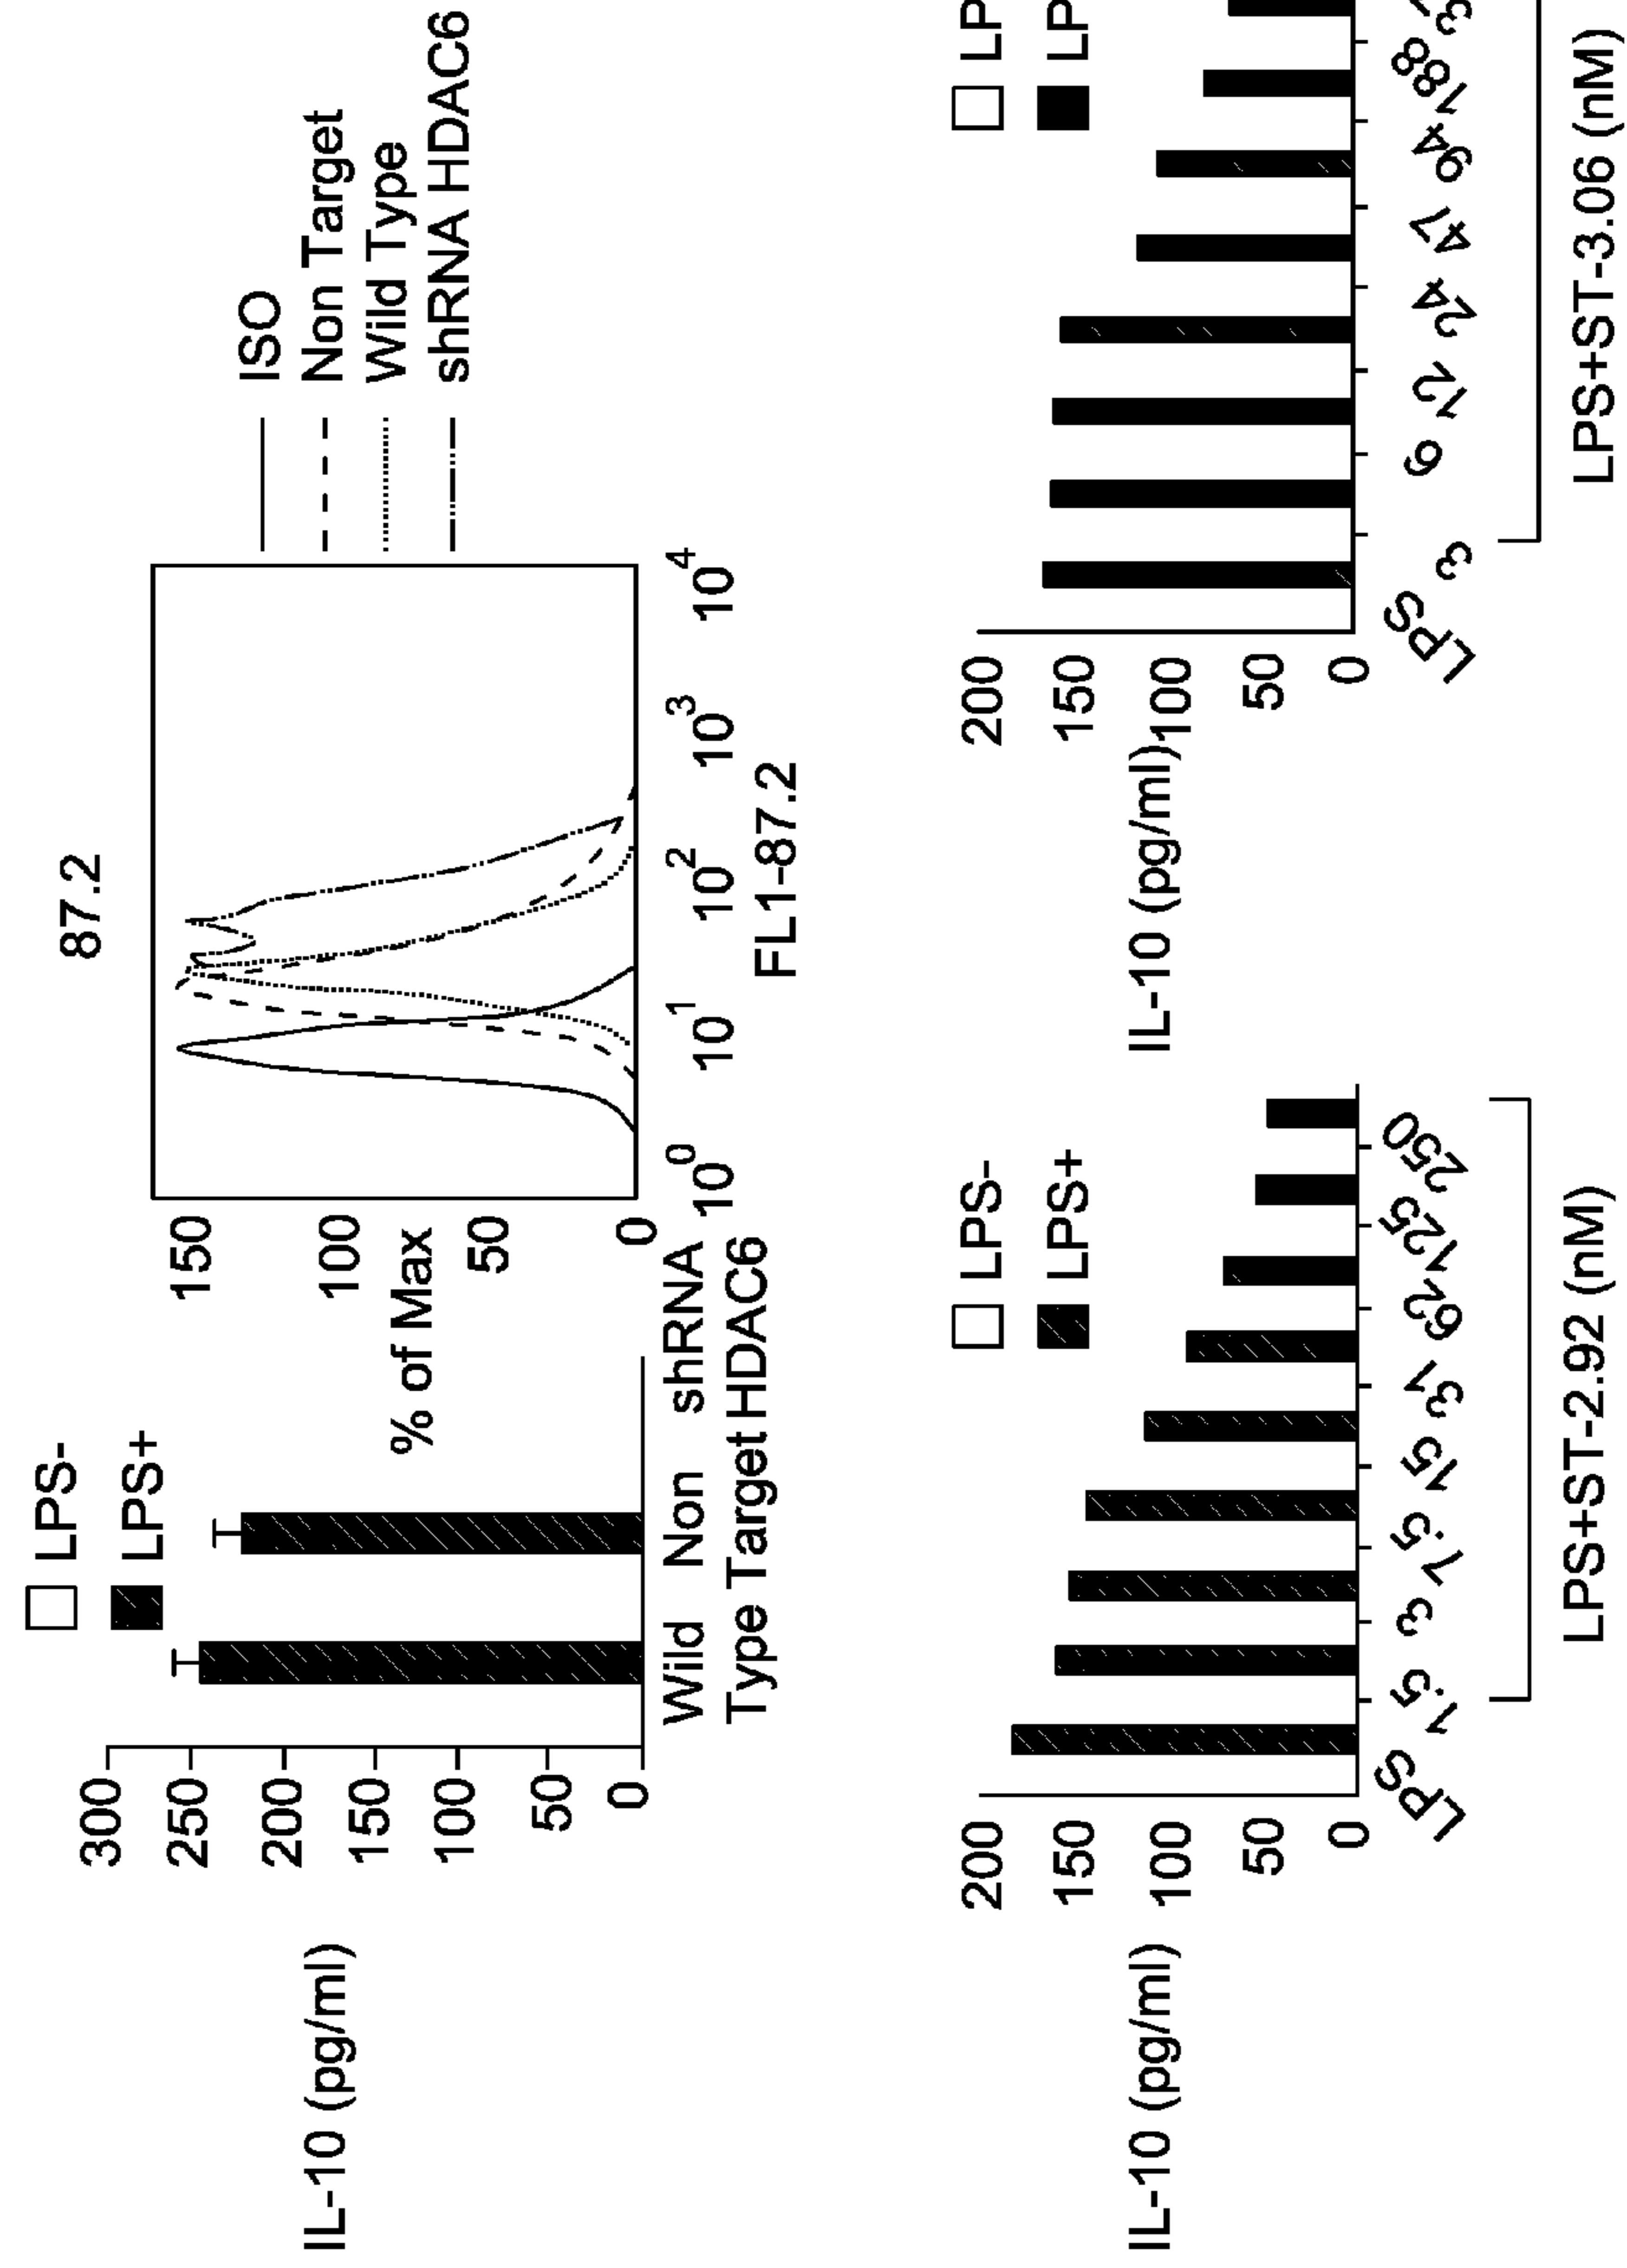 IL-10 (pg/ml)
300
250
200
150
100
50
0
LPS-
LPS+
Wild Non shRNA
Type Target HDAC6
87.2
% of Max
150
100
50
0
10^0 10^1 10^2 10^3 10^4
FL1-87.2
ISO
Non Target
Wild Type
shRNA HDAC6
IL-10 (pg/ml)
200
150
100
50
0
LPS-
LPS+
LPS 1.5 3 7.5 15 31 62 125 250
LPS+ST-2.92 (nM)
IL-10 (pg/ml)
200
150
100
50
0
LP
LP
LPS 3 6 12 24 47 94 188
LPS+ST-3.06 (nM)